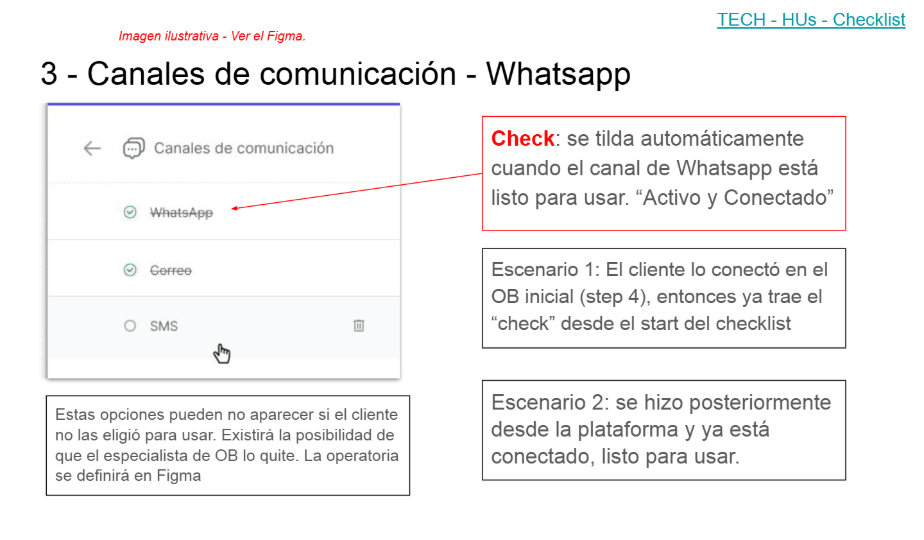 TECH - HUs - Checklist
Imagen ilustrativa - Ver el Figma.
3 - Canales de comunicación - Whatsapp
Canales de comunicación
WhatsApp
Correo
SMS
Estas opciones pueden no aparecer si el cliente
no las eligió para usar. Existirá la posibilidad de
que el especialista de OB lo quite. La operatoria
se definirá en Figma
Check: se tilda automáticamente
cuando el canal de Whatsapp está
listo para usar. “Activo y Conectado”
Escenario 1: El cliente lo conectó en el
OB inicial (step 4), entonces ya trae el
“check” desde el start del checklist
Escenario 2: se hizo posteriormente
desde la plataforma y ya está
conectado, listo para usar.